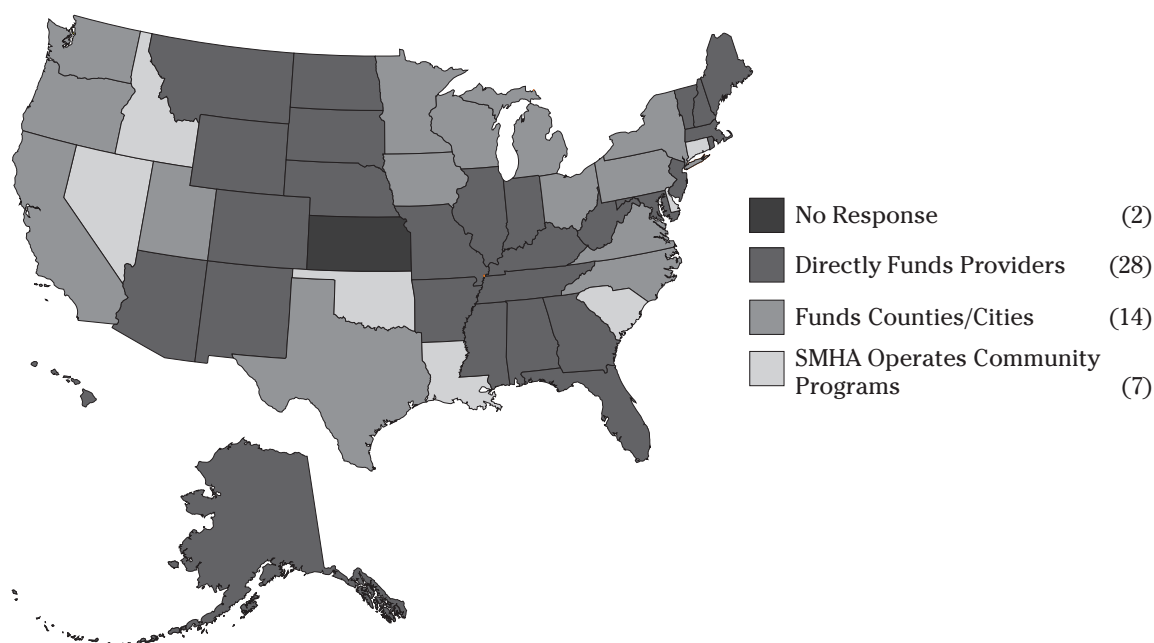 No Response (2)
Directly Funds Providers (28)
Funds Counties/Cities (14)
SMHA Operates Community
Programs (7)